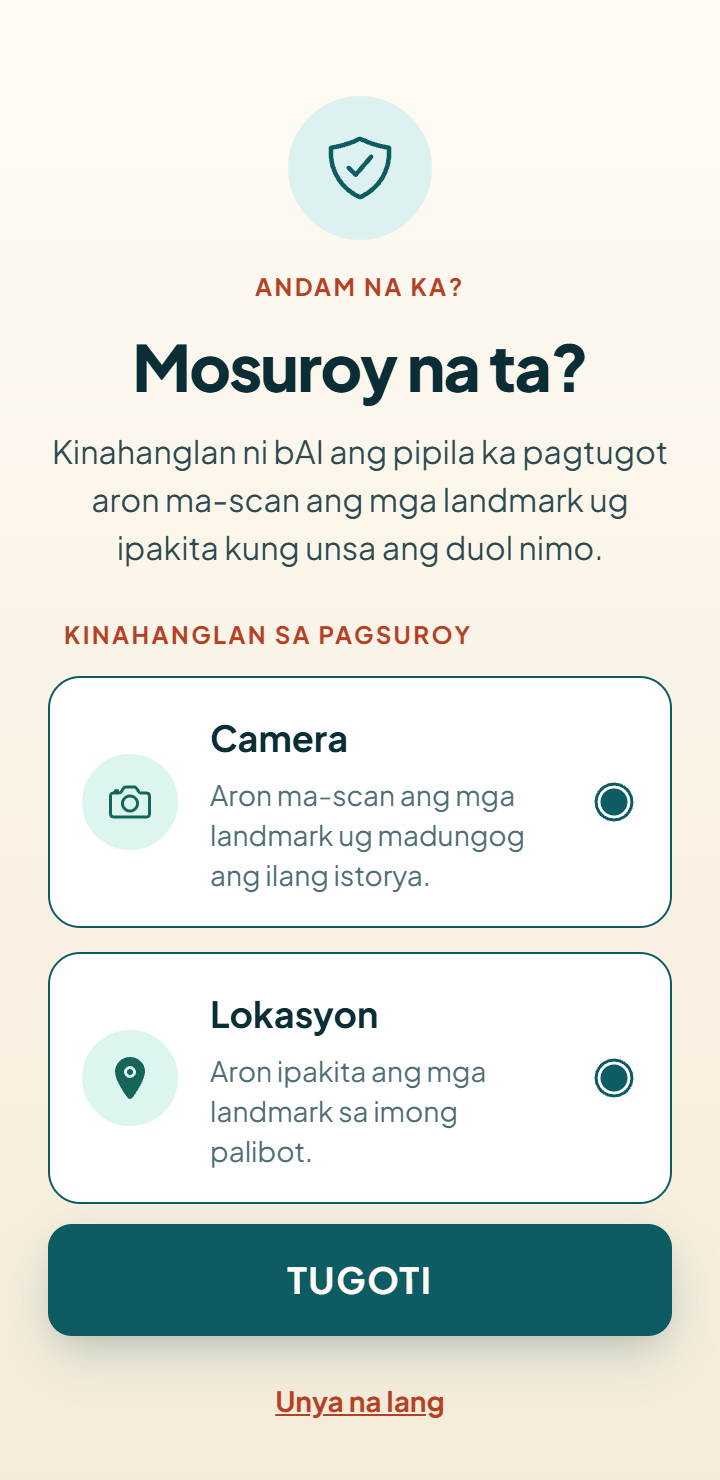 ANDAM NA KA?
Mosuroy na ta?
Kinahanglan ni bAI ang pipila ka pagtugot
aron ma-scan ang mga landmark ug
ipakita kung unsa ang duol nimo.
KINAHANGLAN SA PAGSUROY
Camera
Aron ma-scan ang mga
landmark ug madungog
ang ilang istorya.
Lokasyon
Aron ipakita ang mga
landmark sa imong
palibot.
TUGOTI
Unya na lang